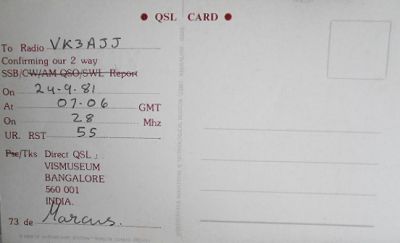 ● QSL CARD ●
To Radio VK3AJJ
Confirming our 2 way
SSB/CW/AM QSO/SWL Report
On 24-9-81
At 07-06 GMT
On 28 Mhz
UR. RST 55
Pse/Tks Direct QSL :
VISMUSEUM
BANGALORE
560 001
INDIA.
73 de Marcus.